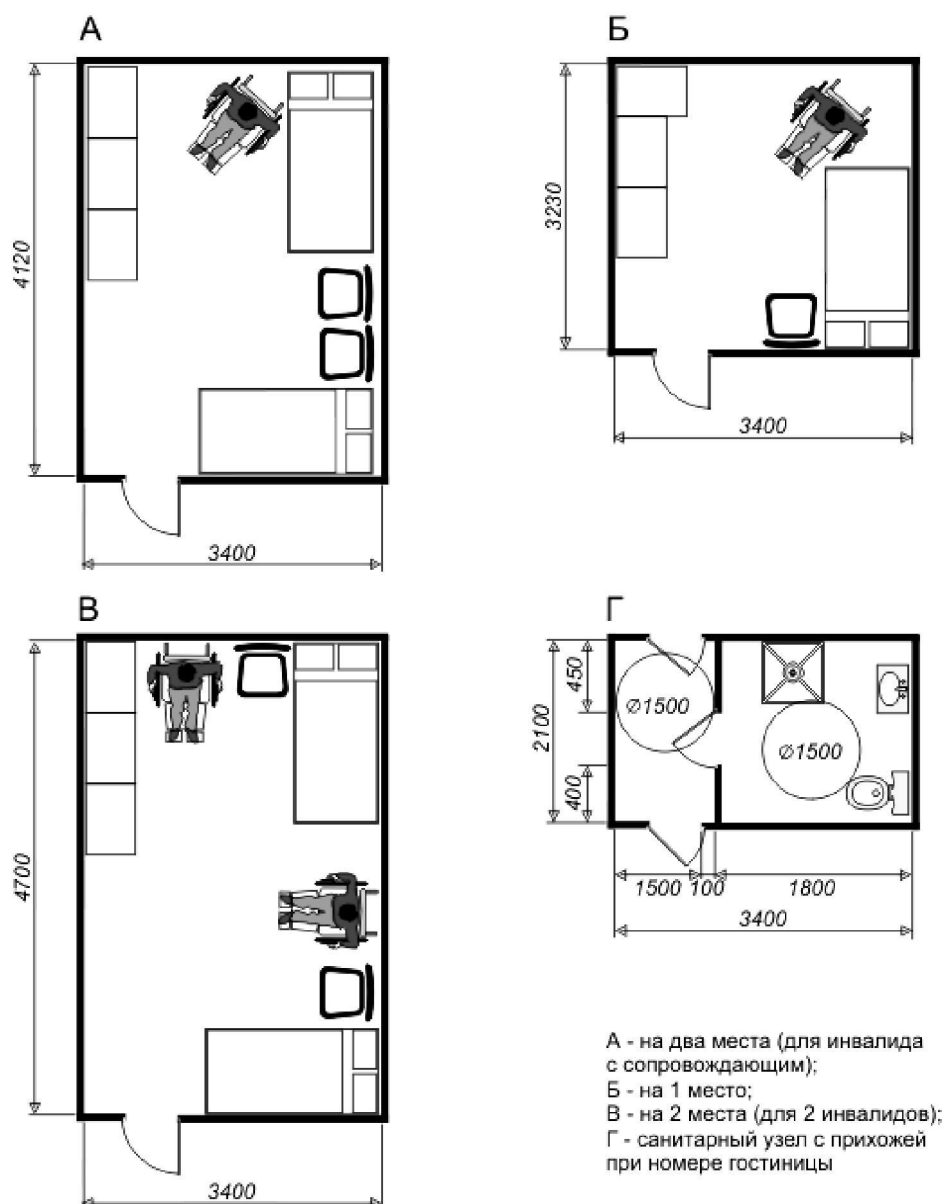 А
4120
3400
Б
3230
3400
В
4700
3400
Г
2100
450
400
⌀1500
⌀1500
1500 100 1800
3400
А - на два места (для инвалида
с сопровождающим);
Б - на 1 место;
В - на 2 места (для 2 инвалидов);
Г - санитарный узел с прихожей
при номере гостиницы